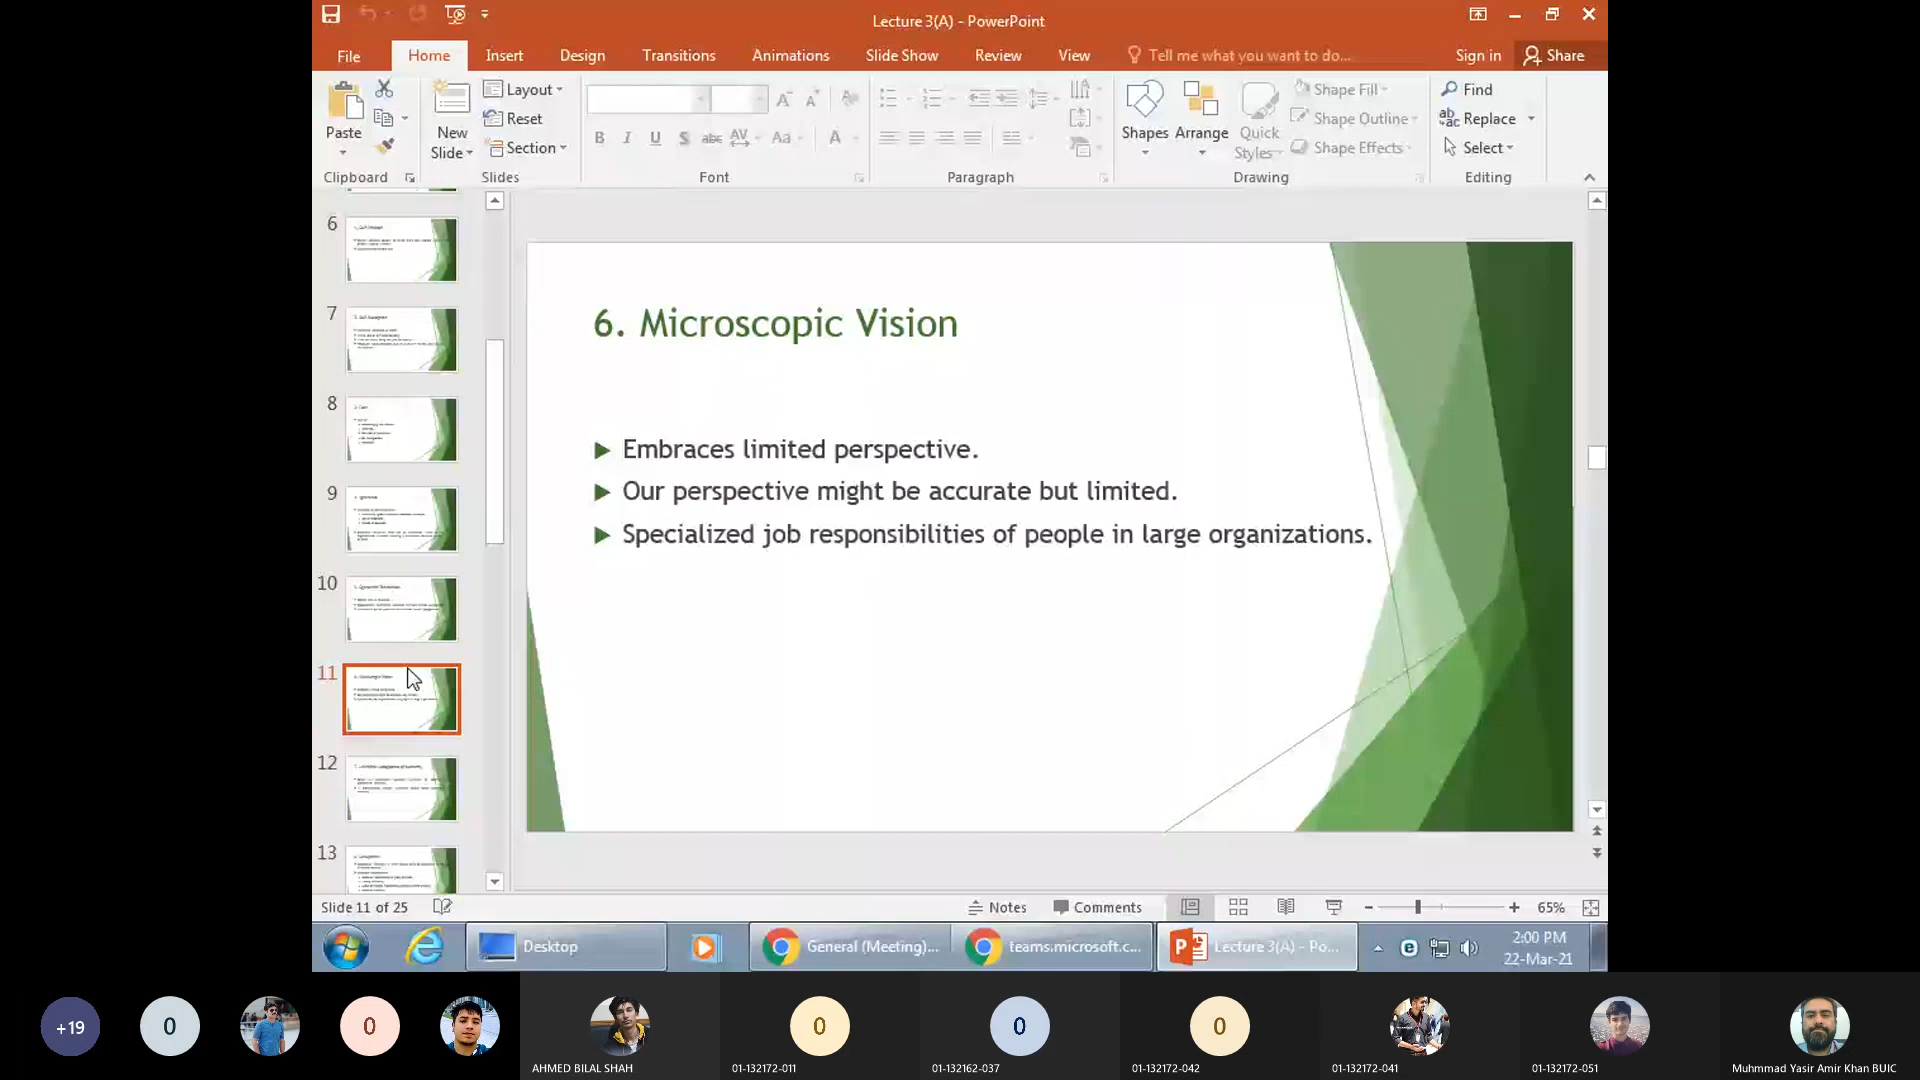 Lecture 3(A) - PowerPoint
File
Home
Insert
Design
Transitions
Animations
Slide Show
Review
View
Tell me what you want to do...
Sign in
Share
Paste
New
Slide
Layout
Reset
Section
B I U S abc AV Aa A
Shapes
Arrange
Quick
Styles
Shape Fill
Shape Outline
Shape Effects
Find
Replace
Select
Clipboard
Slides
Font
Paragraph
Drawing
Editing
6
7
8
9
10
11
12
13
6. Microscopic Vision
Embraces limited perspective.
Our perspective might be accurate but limited.
Specialized job responsibilities of people in large organizations.
Slide 11 of 25
Notes
Comments
65%
Desktop
General (Meeting)...
teams.microsoft.c...
Lecture 3(A) - Po...
2:00 PM
22-Mar-21
+19
0
0
0
0
0
AHMED BILAL SHAH
01-132172-011
01-132162-037
01-132172-042
01-132172-041
01-132172-051
Muhmmad Yasir Amir Khan BUIC